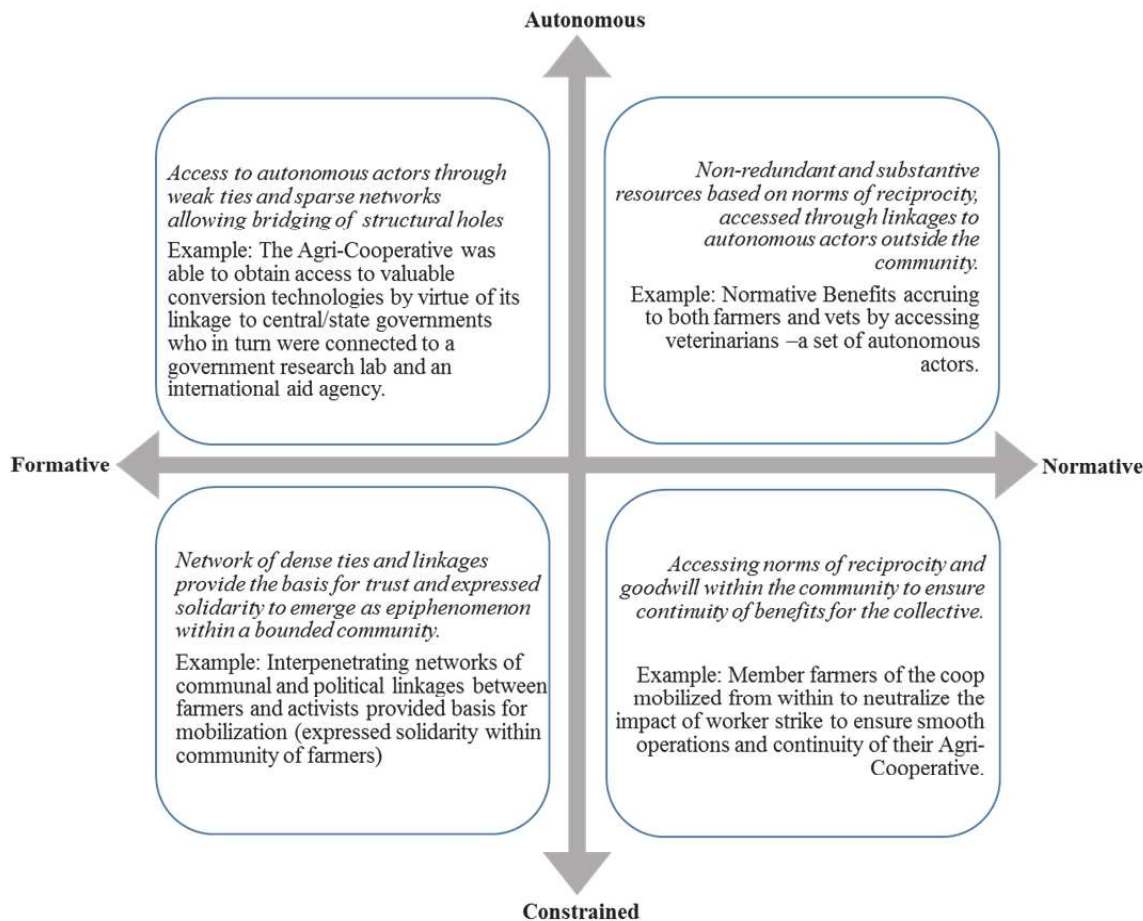 Autonomous
Access to autonomous actors through
weak ties and sparse networks
allowing bridging of structural holes
Example: The Agri-Cooperative was
able to obtain access to valuable
conversion technologies by virtue of its
linkage to central/state governments
who in turn were connected to a
government research lab and an
international aid agency.
Non-redundant and substantive
resources based on norms of reciprocity,
accessed through linkages to
autonomous actors outside the
community.
Example: Normative Benefits accruing
to both farmers and vets by accessing
veterinarians –a set of autonomous
actors.
Formative
Normative
Network of dense ties and linkages
provide the basis for trust and expressed
solidarity to emerge as epiphenomenon
within a bounded community.
Example: Interpenetrating networks of
communal and political linkages between
farmers and activists provided basis for
mobilization (expressed solidarity within
community of farmers)
Accessing norms of reciprocity and
goodwill within the community to ensure
continuity of benefits for the collective.
Example: Member farmers of the coop
mobilized from within to neutralize the
impact of worker strike to ensure smooth
operations and continuity of their Agri-
Cooperative.
Constrained